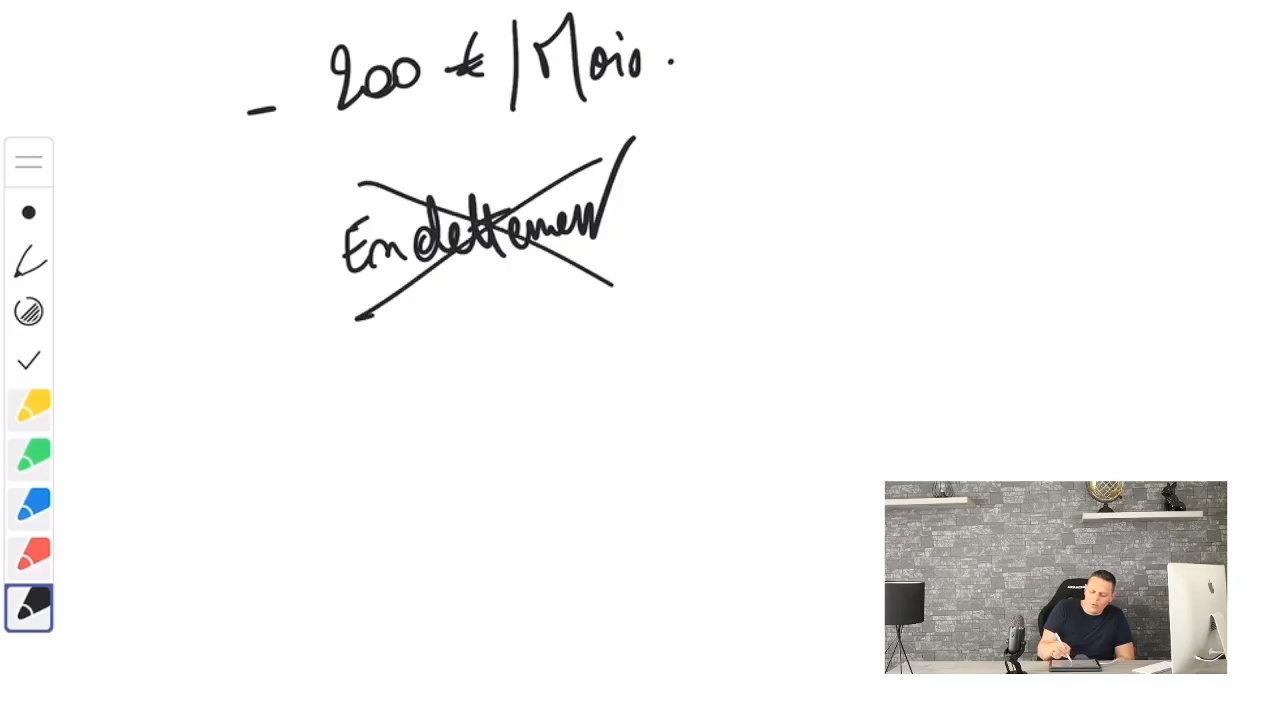 - 200 € / Mois.
Endettement